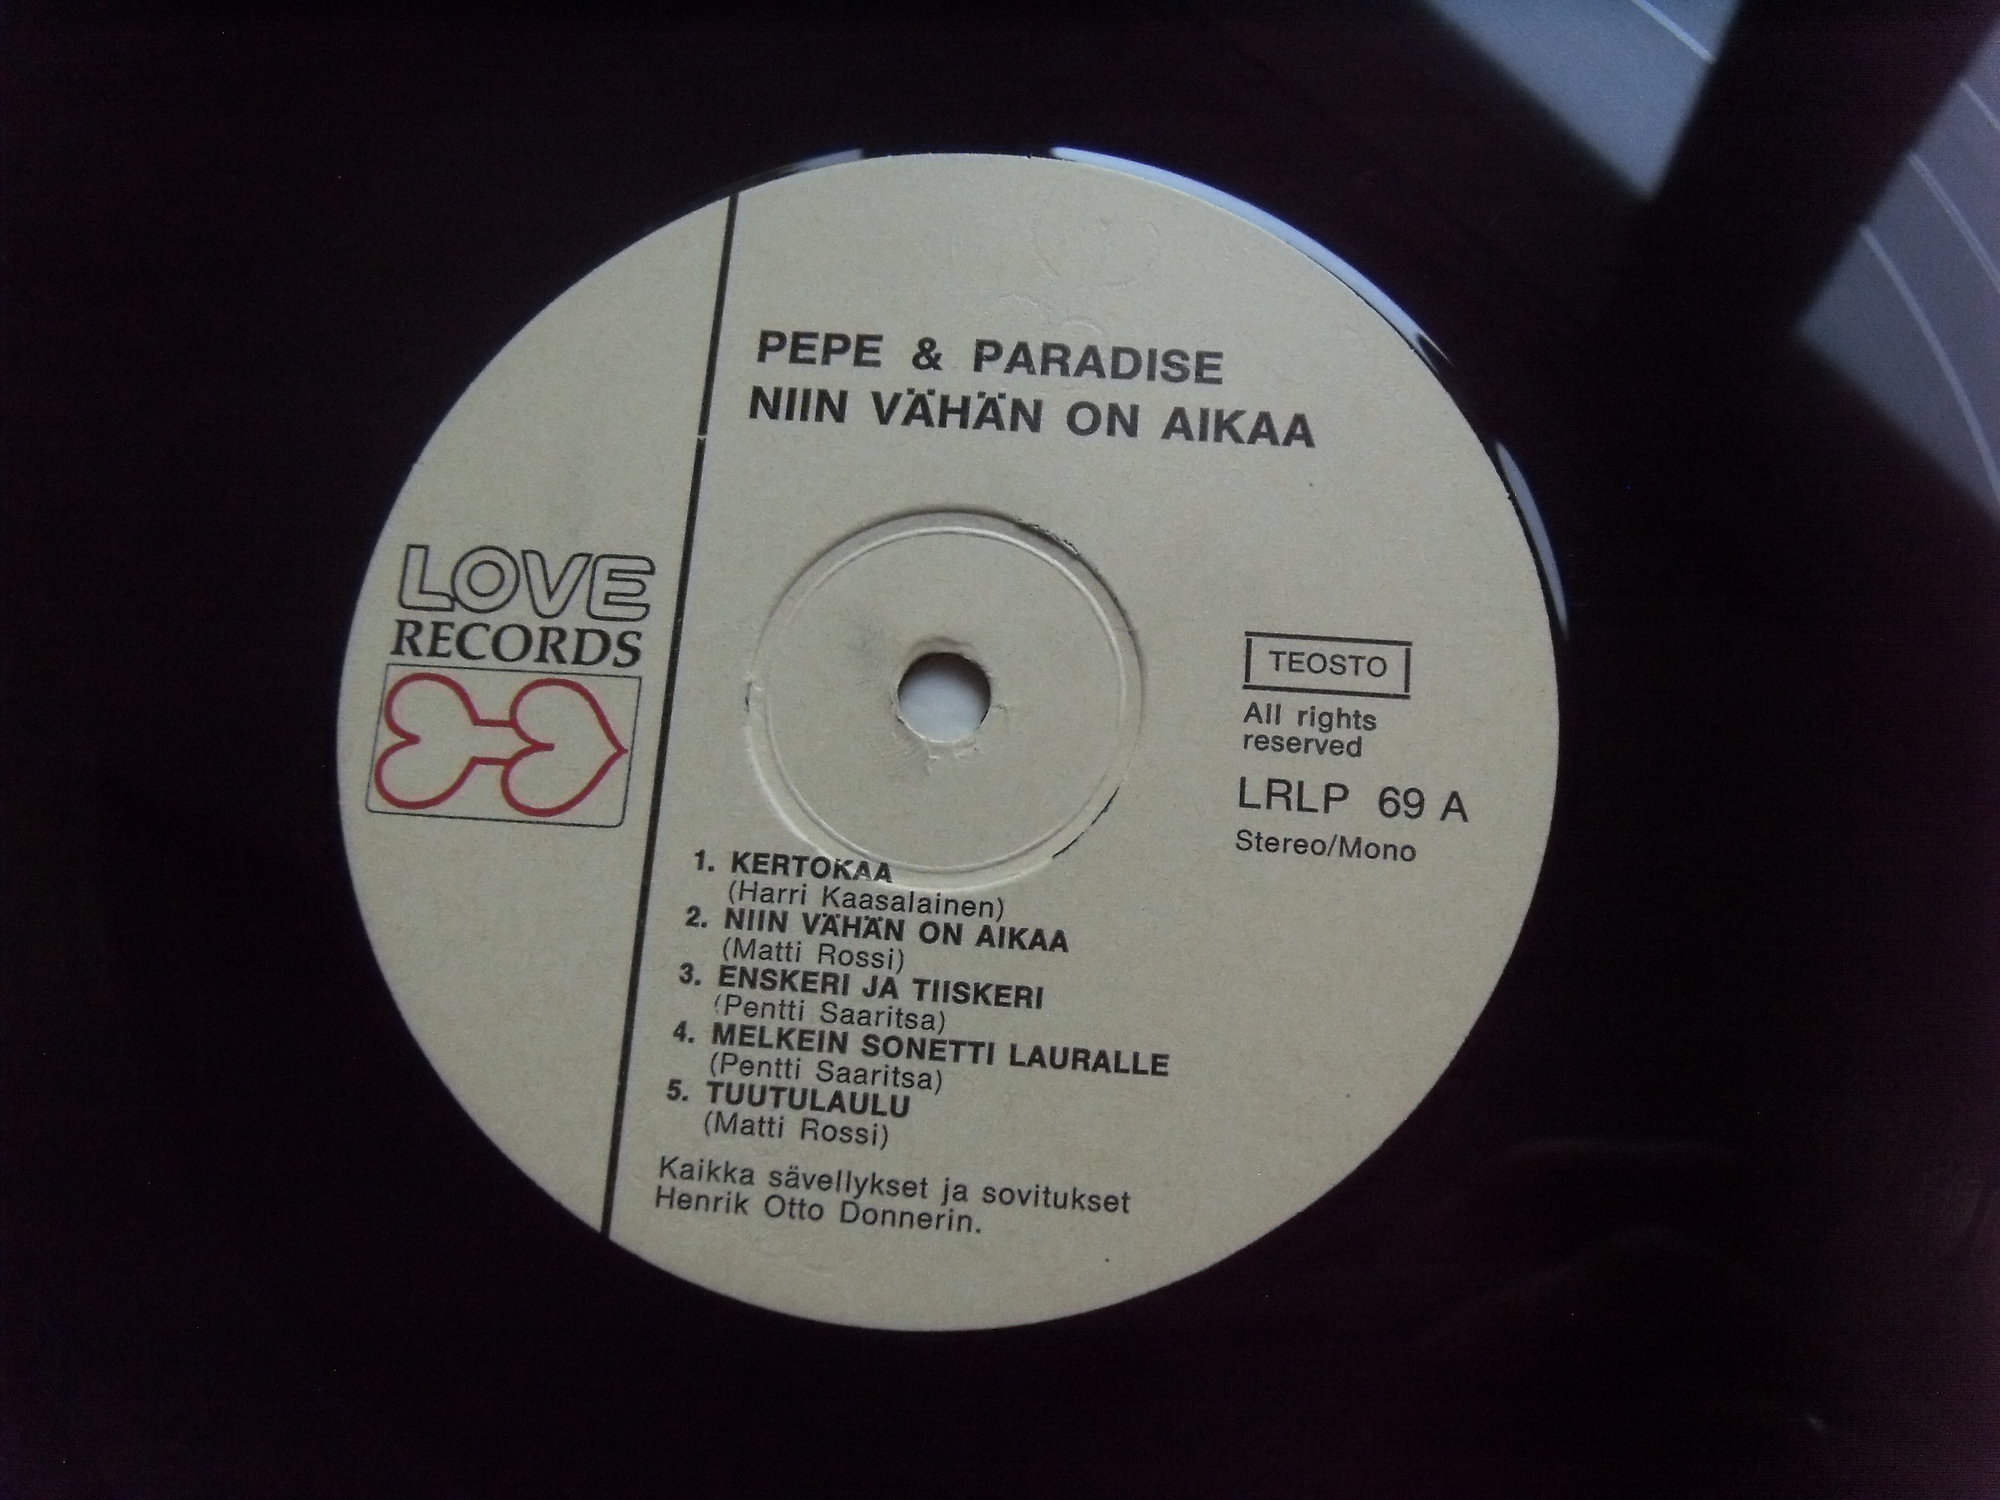 PEPE & PARADISE
NIIN VÄHÄN ON AIKAA
LOVE
RECORDS
TEOSTO
All rights
reserved
LRLP 69 A
Stereo/Mono
1. KERTOKAA
(Harri Kaasalainen)
2. NIIN VÄHÄN ON AIKAA
(Matti Rossi)
3. ENSKERI JA TIISKERI
(Pentti Saaritsa)
4. MELKEIN SONETTI LAURALLE
(Pentti Saaritsa)
5. TUUTULAULU
(Matti Rossi)
Kaikka sävellykset ja sovitukset
Henrik Otto Donnerin.